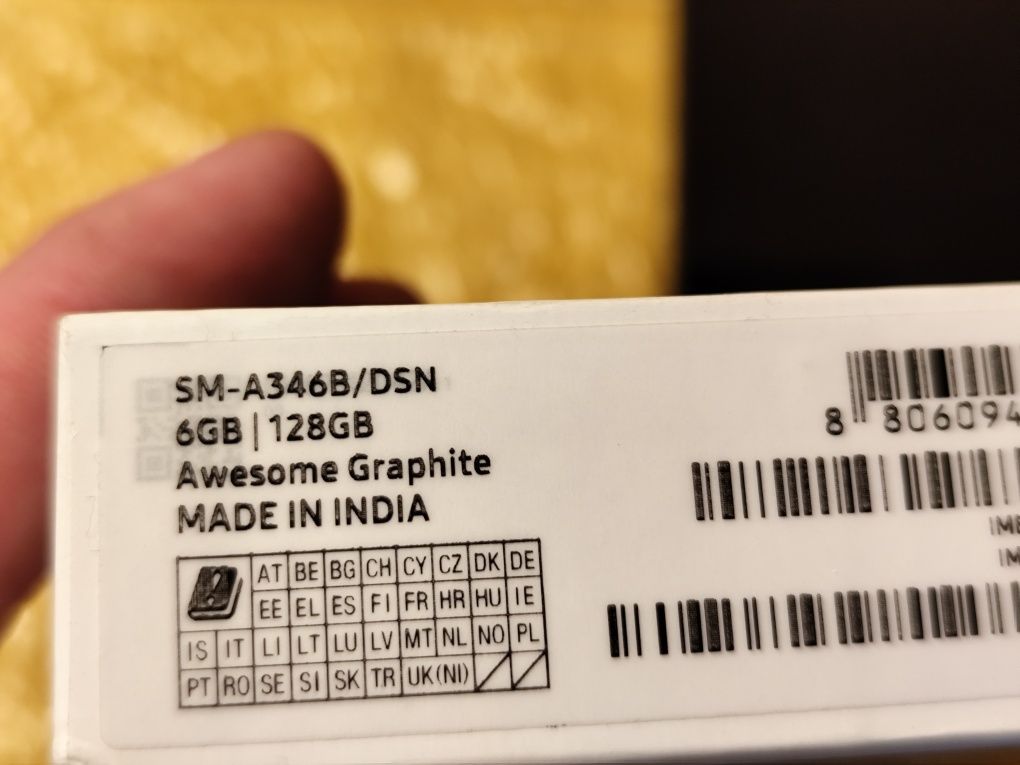 SM-A346B/DSN
6GB | 128GB
Awesome Graphite
MADE IN INDIA
AT BE BG CH CY CZ DK DE
EE EL ES FI FR HR HU IE
IS IT LI LT LU LV MT NL NO PL
PT RO SE SI SK TR UK(NI)
8 806094